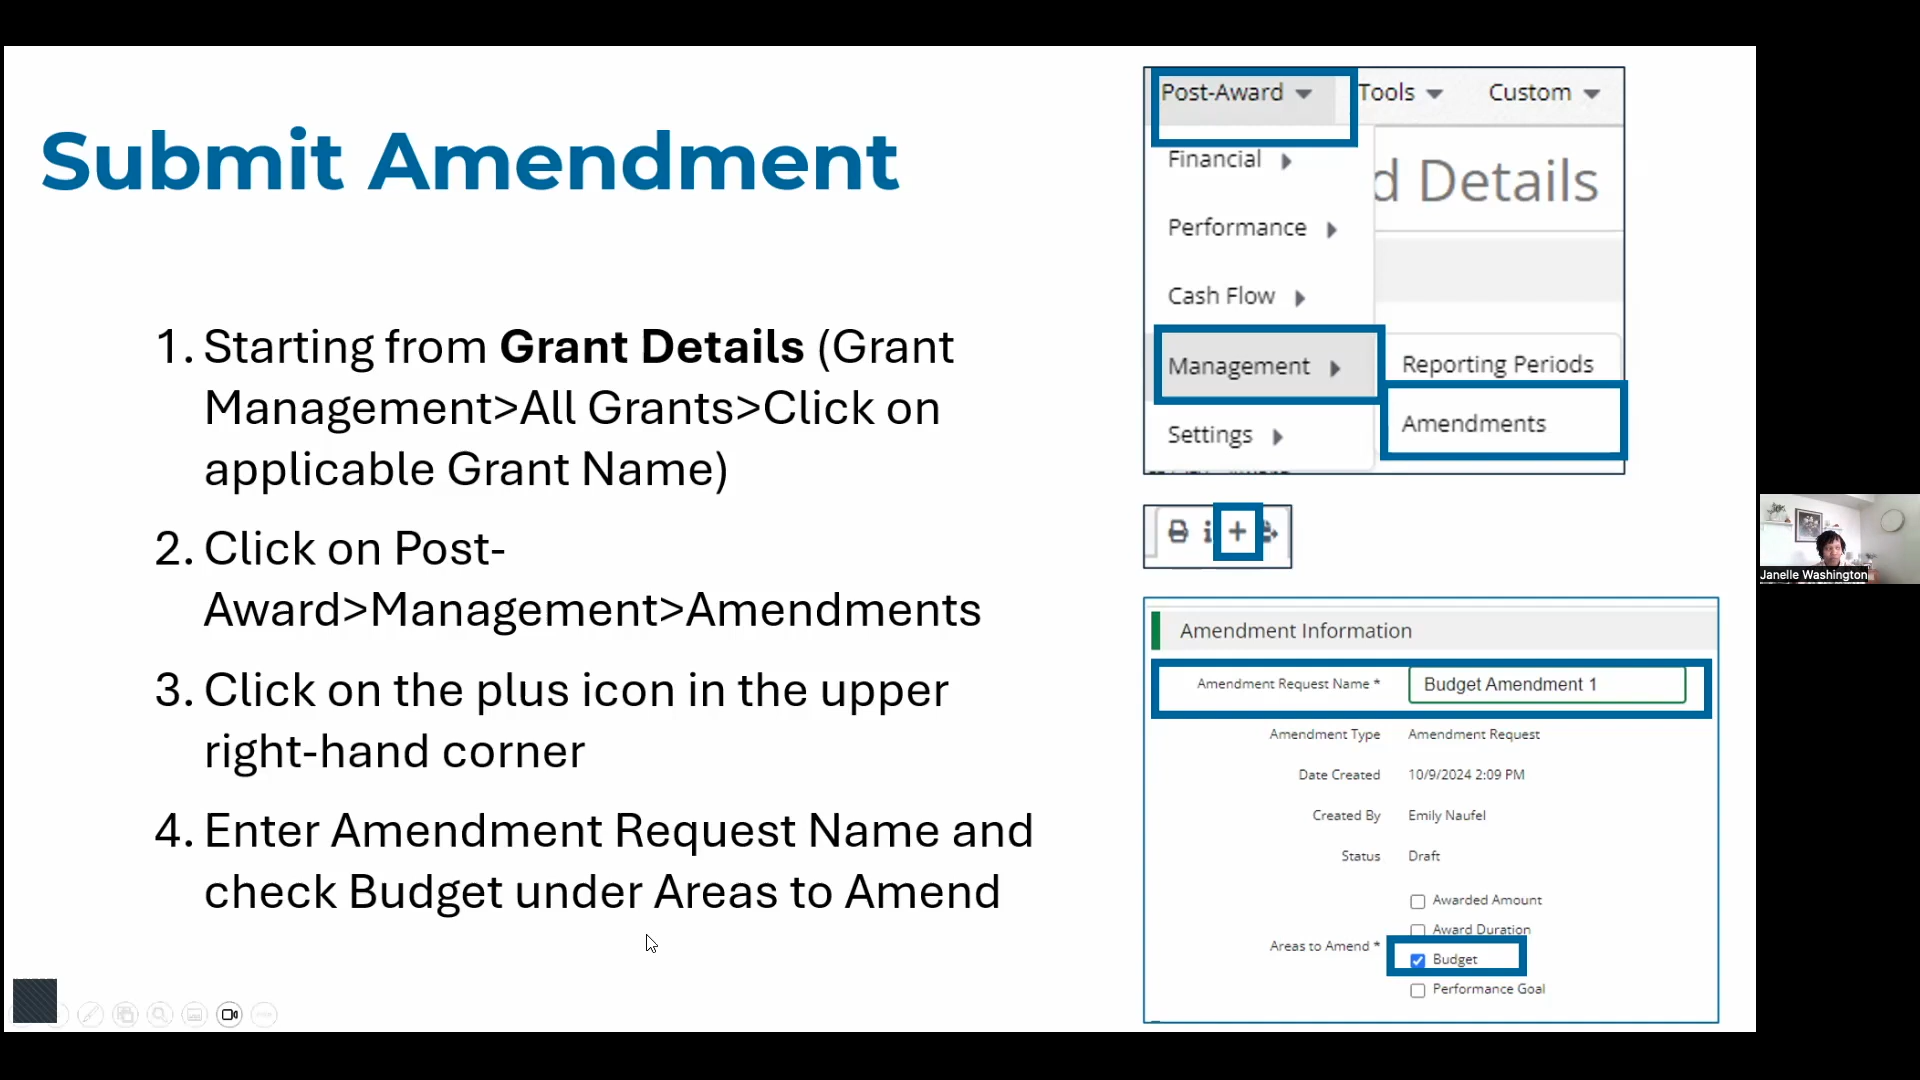 Submit Amendment
1. Starting from Grant Details (Grant
Management>All Grants>Click on
applicable Grant Name)
2. Click on Post-
Award>Management>Amendments
3. Click on the plus icon in the upper
right-hand corner
4. Enter Amendment Request Name and
check Budget under Areas to Amend
Post-Award Tools Custom
Financial
d Details
Performance
Cash Flow
Management Reporting Periods
Amendments
Settings
Amendment Information
Amendment Request Name * Budget Amendment 1
Amendment Type Amendment Request
Date Created 10/9/2024 2:09 PM
Created By Emily Naufel
Status Draft
Awarded Amount
Award Duration
Areas to Amend *
Budget
Performance Goal
Janelle Washington